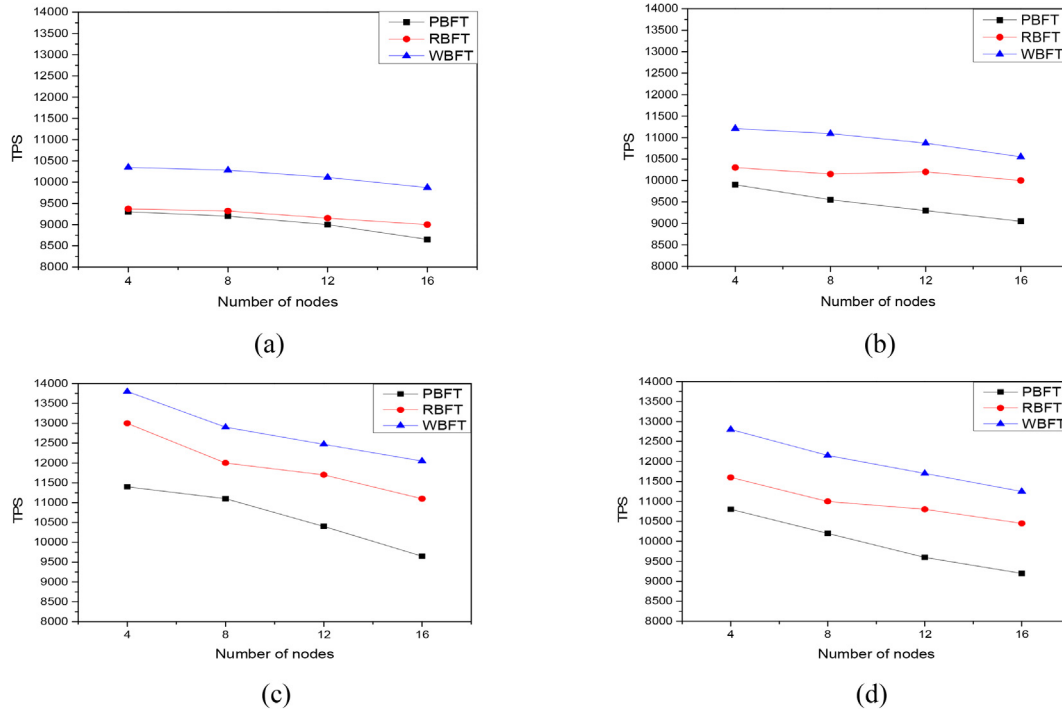 14000
13500
13000
12500
12000
11500
11000
10500
10000
9500
9000
8500
8000
TPS
4
8
12
16
Number of nodes
PBFT
RBFT
WBFT
(a)
14000
13500
13000
12500
12000
11500
11000
10500
10000
9500
9000
8500
8000
TPS
4
8
12
16
Number of nodes
PBFT
RBFT
WBFT
(b)
14000
13500
13000
12500
12000
11500
11000
10500
10000
9500
9000
8500
8000
TPS
4
8
12
16
Number of nodes
PBFT
RBFT
WBFT
(c)
14000
13500
13000
12500
12000
11500
11000
10500
10000
9500
9000
8500
8000
TPS
4
8
12
16
Number of nodes
PBFT
RBFT
WBFT
(d)